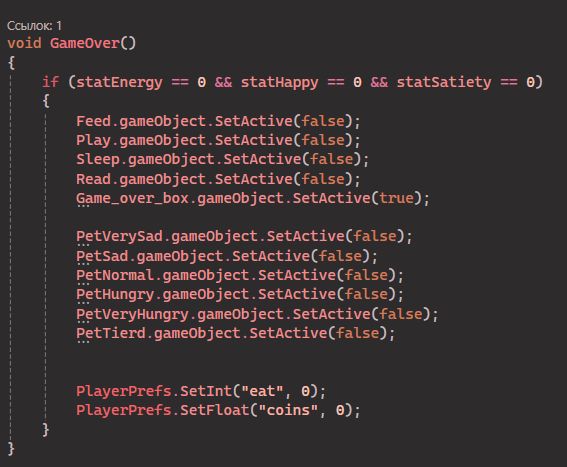 Ссылок: 1
void GameOver()
{
if (statEnergy == 0 && statHappy == 0 && statSatiety == 0)
{
Feed.gameObject.SetActive(false);
Play.gameObject.SetActive(false);
Sleep.gameObject.SetActive(false);
Read.gameObject.SetActive(false);
Game_over_box.gameObject.SetActive(true);
PetVerySad.gameObject.SetActive(false);
PetSad.gameObject.SetActive(false);
PetNormal.gameObject.SetActive(false);
PetHungry.gameObject.SetActive(false);
PetVeryHungry.gameObject.SetActive(false);
PetTierd.gameObject.SetActive(false);
PlayerPrefs.SetInt("eat", 0);
PlayerPrefs.SetFloat("coins", 0);
}
}